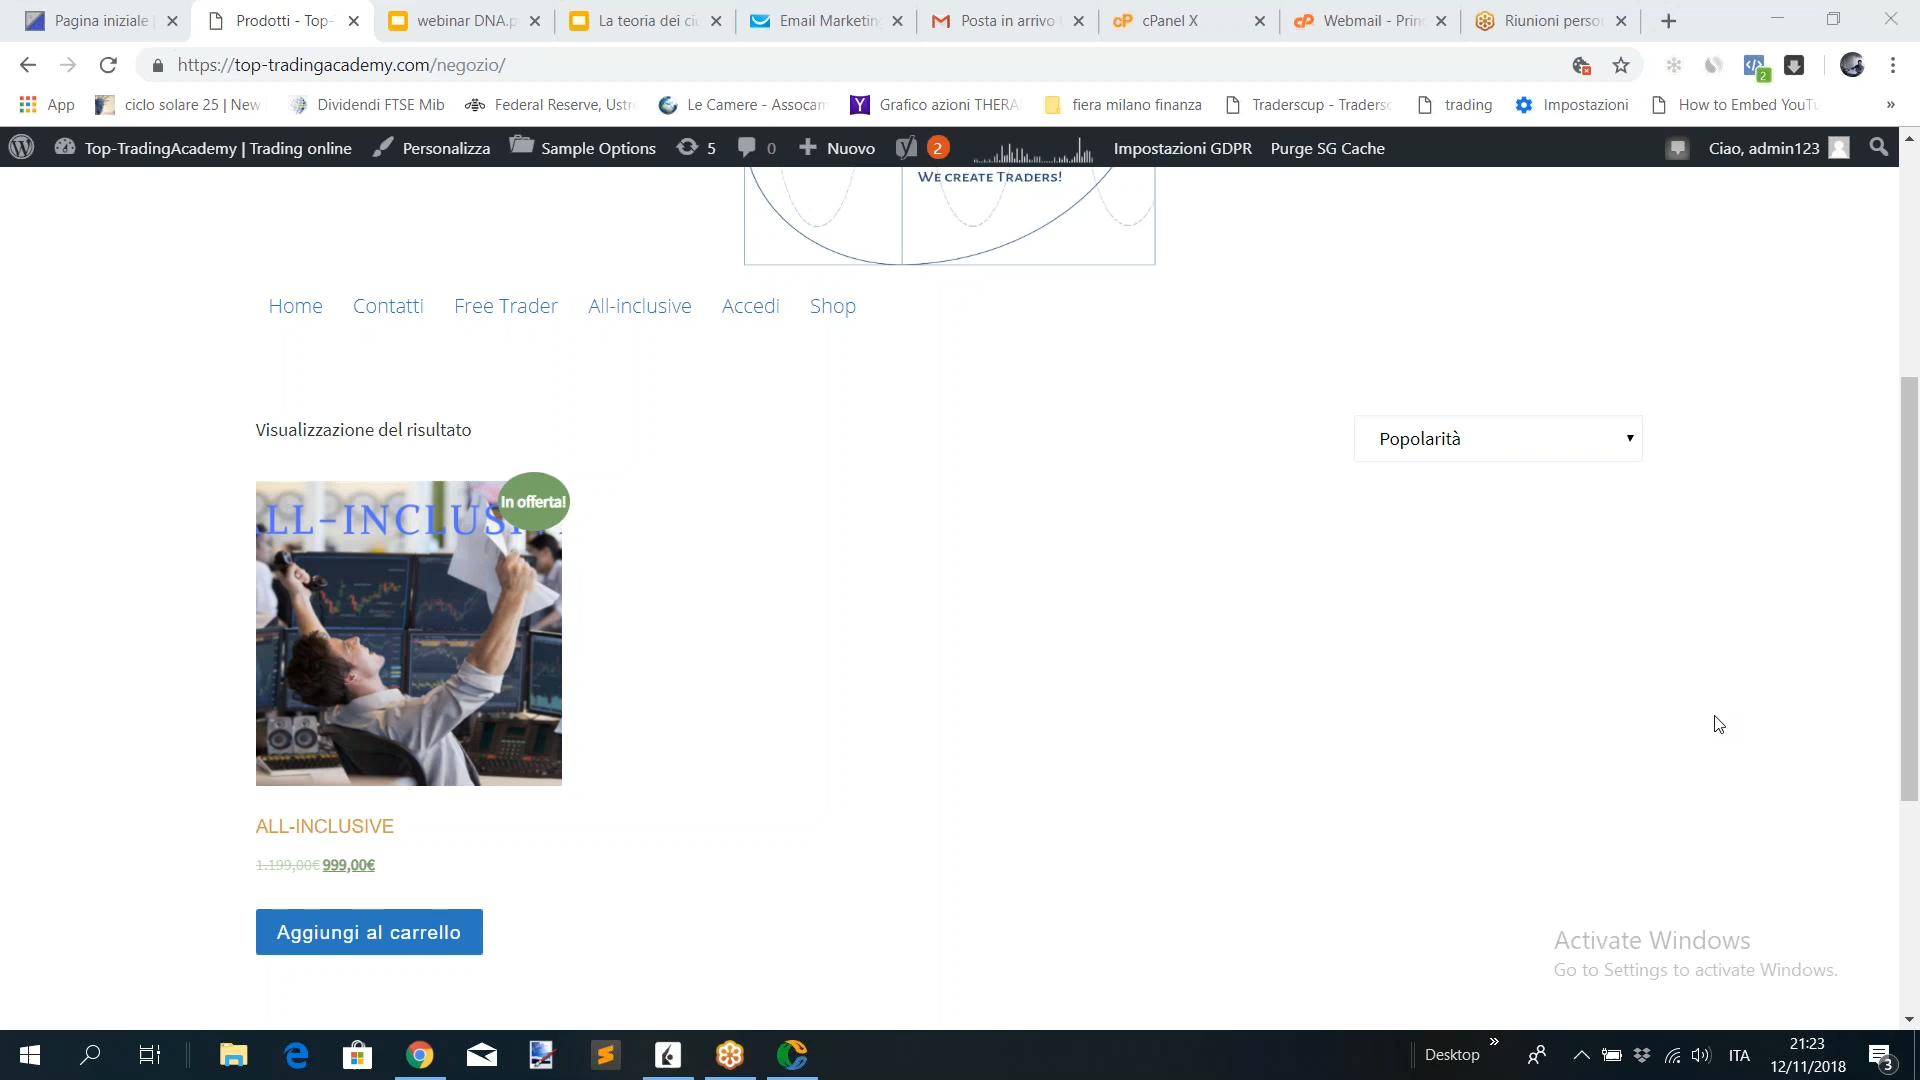 Pagina iniziale
Prodotti - Top-
webinar DNA.p
La teoria dei ci
Email Marketin
Posta in arrivo
cPanel X
Webmail - Prin
Riunioni perso
https://top-tradingacademy.com/negozio/
2
App
ciclo solare 25 | New
Dividendi FTSE Mib
Federal Reserve, Ustr
Le Camere - Assocam
Grafico azioni THERA
fiera milano finanza
Traderscup - Tradersc
trading
Impostazioni
How to Embed YouTu
»
Top-TradingAcademy | Trading online
Personalizza
Sample Options
5
0
Nuovo
2
Impostazioni GDPR
Purge SG Cache
Ciao, admin123
WE CREATE TRADERS!
Home
Contatti
Free Trader
All-inclusive
Accedi
Shop
Visualizzazione del risultato
Popolarità
In offerta!
LL-INCLUS
ALL-INCLUSIVE
1.199,00€ 999,00€
Aggiungi al carrello
Activate Windows
Go to Settings to activate Windows.
Desktop
»
ITA
21:23
12/11/2018
3